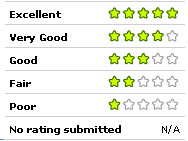 Excellent
Very Good
Good
Fair
Poor
No rating submitted N/A